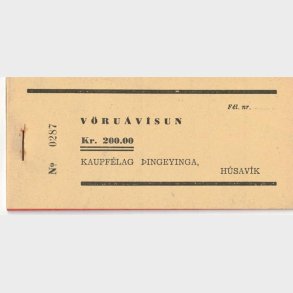 Fél. nr. ........
VÖRUÁVÍSUN
Kr. 200.00
KAUPFÉLAG ÞINGEYINGA,
HÚSAVÍK
No 0287